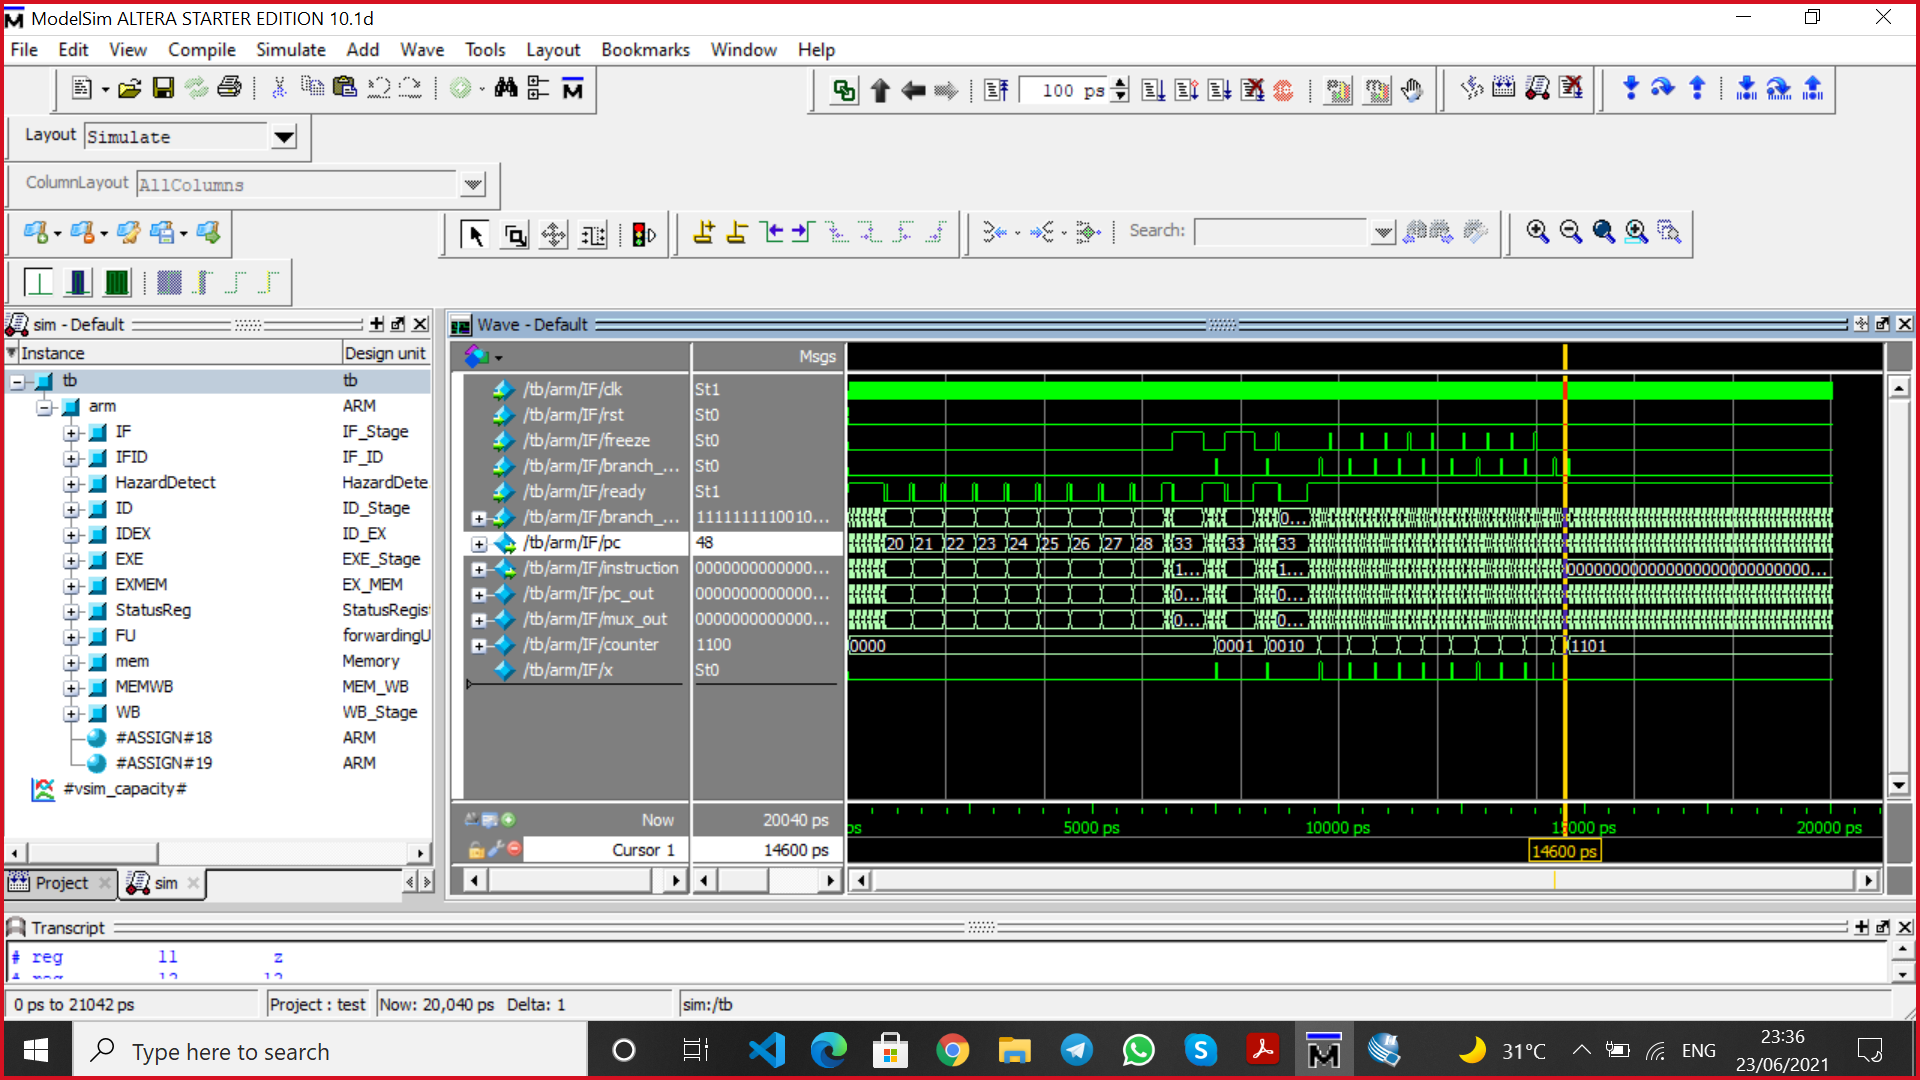 ModelSim ALTERA STARTER EDITION 10.1d
File Edit View Compile Simulate Add Wave Tools Layout Bookmarks Window Help
100 ps
Layout Simulate
ColumnLayout AllColumns
Search:
sim - Default
Instance Design unit
tb tb
arm ARM
IF IF_Stage
IFID IF_ID
HazardDetect HazardDete
ID ID_Stage
IDEX ID_EX
EXE EXE_Stage
EXMEM EX_MEM
StatusReg StatusRegis
FU forwardingU
mem Memory
MEMWB MEM_WB
WB WB_Stage
#ASSIGN#18 ARM
#ASSIGN#19 ARM
#vsim_capacity#
Project sim
Wave - Default
Msgs
/tb/arm/IF/clk St1
/tb/arm/IF/rst St0
/tb/arm/IF/freeze St0
/tb/arm/IF/branch_... St0
/tb/arm/IF/ready St1
/tb/arm/IF/branch_... 1111111110010... 0...
/tb/arm/IF/pc 48 20 21 22 23 24 25 26 27 28 33 33 33
/tb/arm/IF/instruction 0000000000000... 1... 1... 00000000000000000000000000...
/tb/arm/IF/pc_out 0000000000000... 0... 0...
/tb/arm/IF/mux_out 0000000000000... 0... 0...
/tb/arm/IF/counter 1100 0000 0001 0010 1101
/tb/arm/IF/x St0
Now 20040 ps ps 5000 ps 10000 ps 15000 ps 20000 ps
Cursor 1 14600 ps 14600 ps
Transcript
# reg 11 z
# reg 12 12
0 ps to 21042 ps Project : test Now: 20,040 ps Delta: 1 sim:/tb
Type here to search
31°C ENG
23:36
23/06/2021